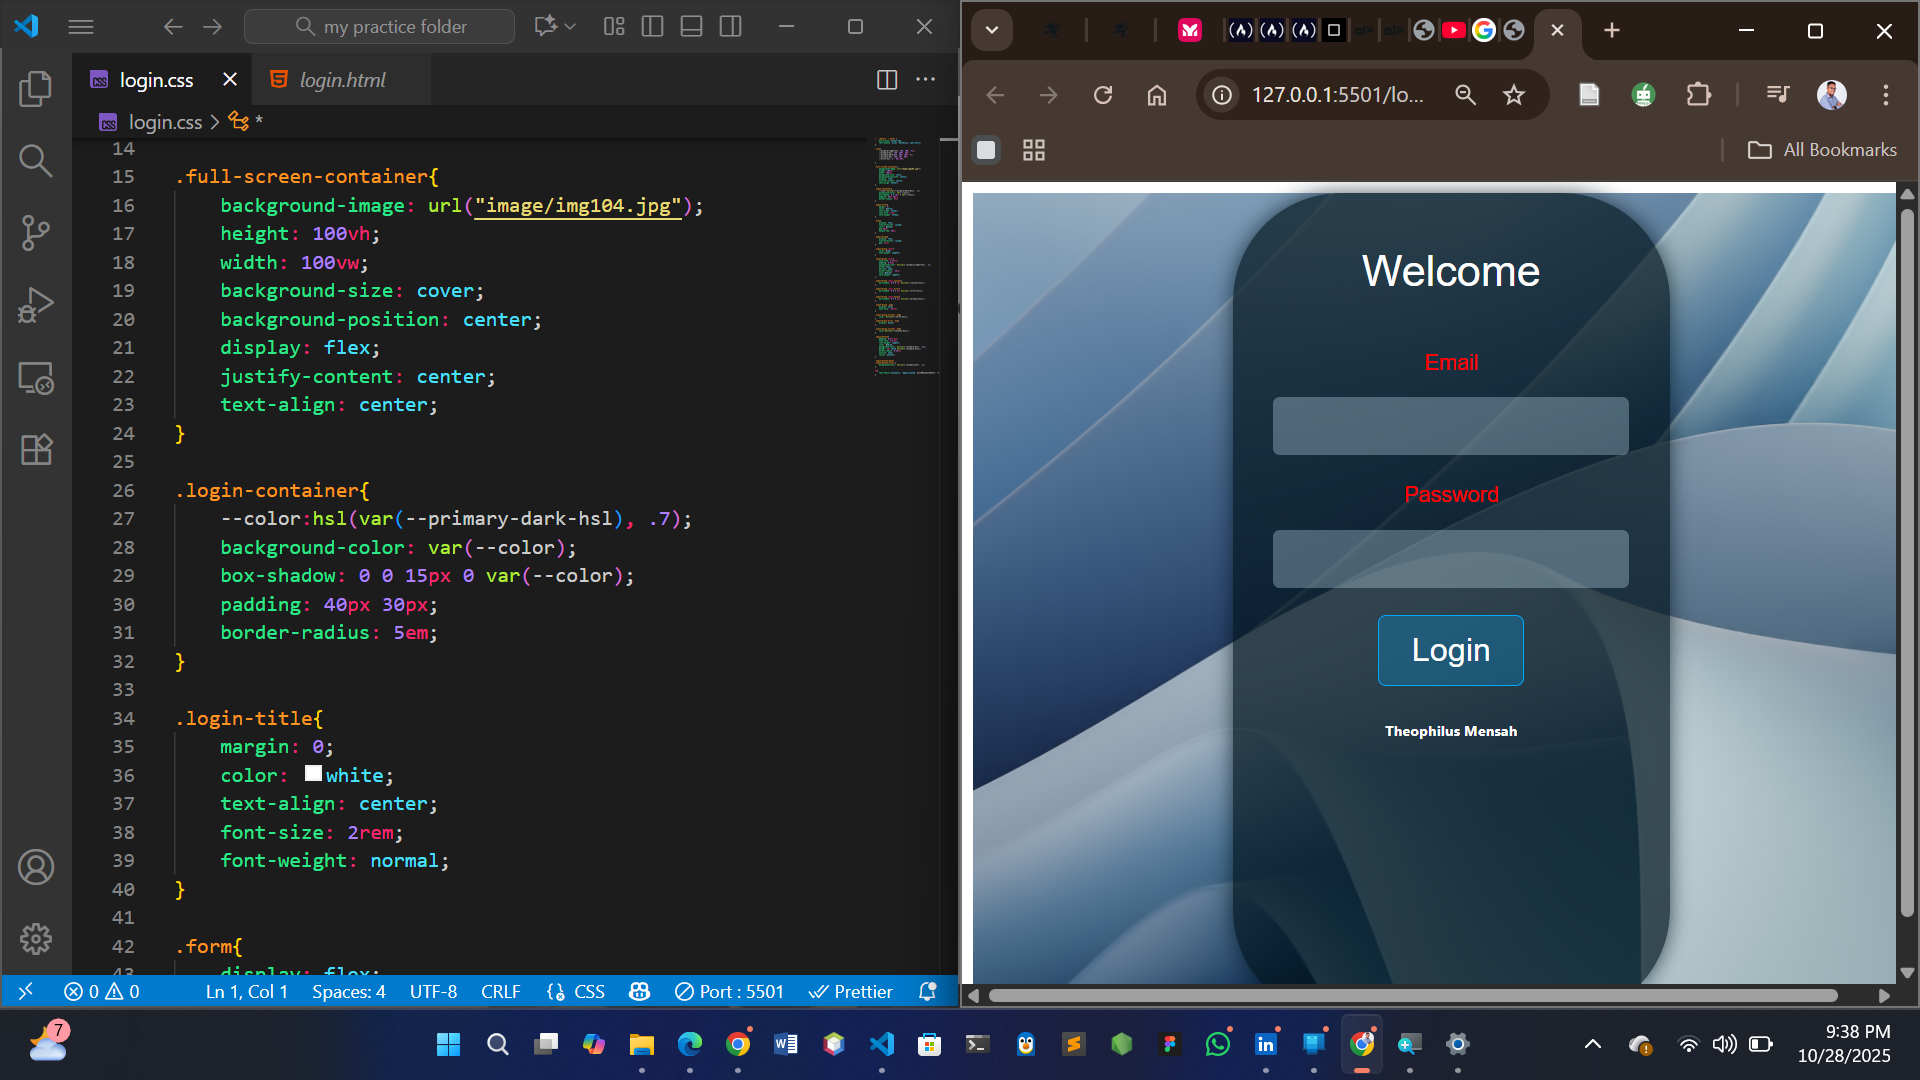 my practice folder
login.css
login.html
login.css > *
14
15 .full-screen-container{
16 background-image: url("image/img104.jpg");
17 height: 100vh;
18 width: 100vw;
19 background-size: cover;
20 background-position: center;
21 display: flex;
22 justify-content: center;
23 text-align: center;
24 }
25
26 .login-container{
27 --color:hsl(var(--primary-dark-hsl), .7);
28 background-color: var(--color);
29 box-shadow: 0 0 15px 0 var(--color);
30 padding: 40px 30px;
31 border-radius: 5em;
32 }
33
34 .login-title{
35 margin: 0;
36 color: white;
37 text-align: center;
38 font-size: 2rem;
39 font-weight: normal;
40 }
41
42 .form{
43 display: flex;
0 0 Ln 1, Col 1 Spaces: 4 UTF-8 CRLF CSS Port : 5501 Prettier
127.0.0.1:5501/lo...
All Bookmarks
Welcome
Email
Password
Login
Theophilus Mensah
7
9:38 PM
10/28/2025